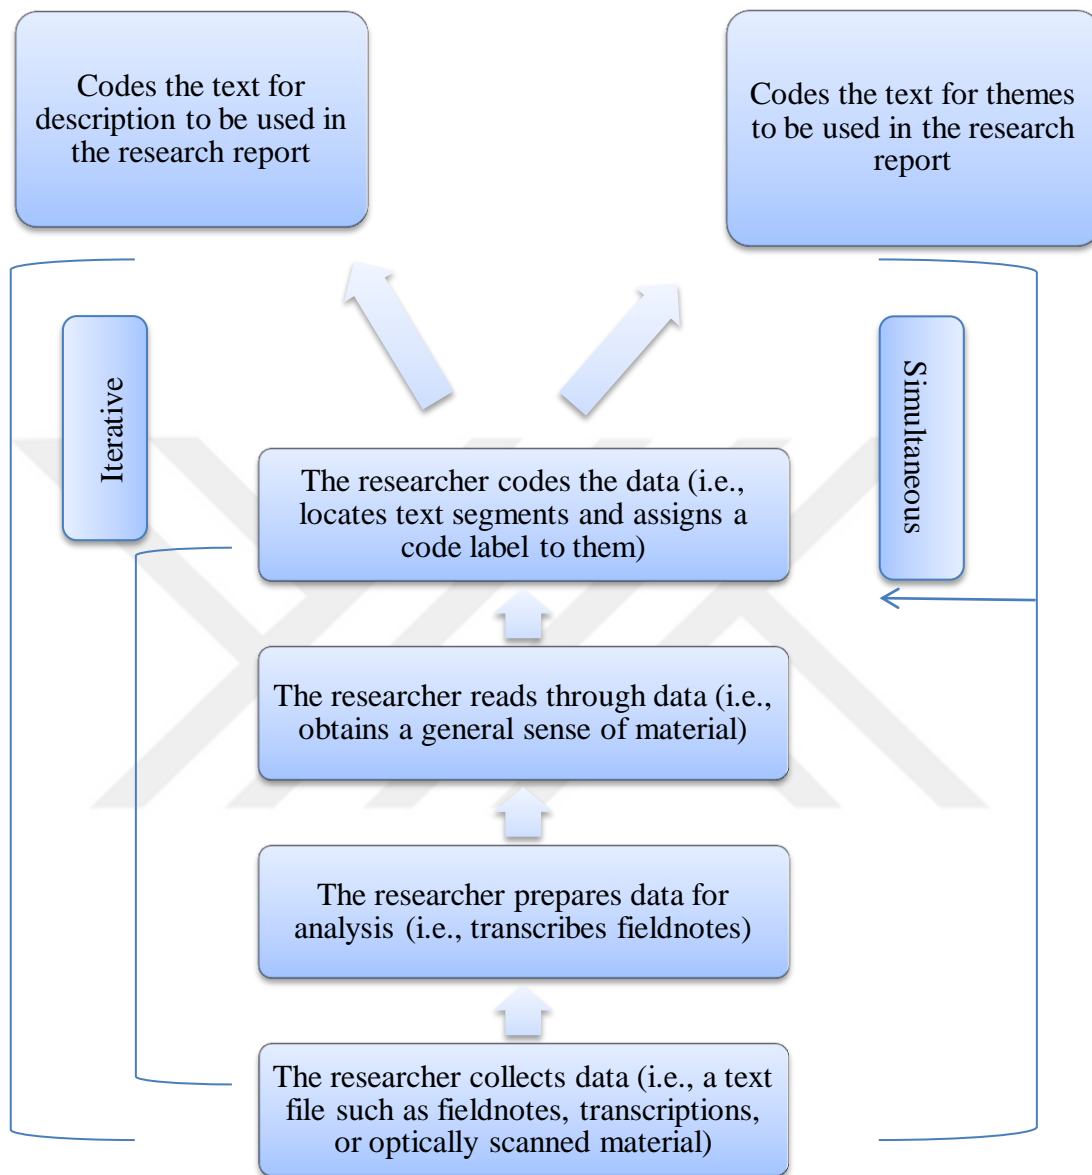 Codes the text for
description to be used in
the research report
Codes the text for themes
to be used in the research
report
Iterative
Simultaneous
The researcher codes the data (i.e.,
locates text segments and assigns a
code label to them)
The researcher reads through data (i.e.,
obtains a general sense of material)
The researcher prepares data for
analysis (i.e., transcribes fieldnotes)
The researcher collects data (i.e., a text
file such as fieldnotes, transcriptions,
or optically scanned material)